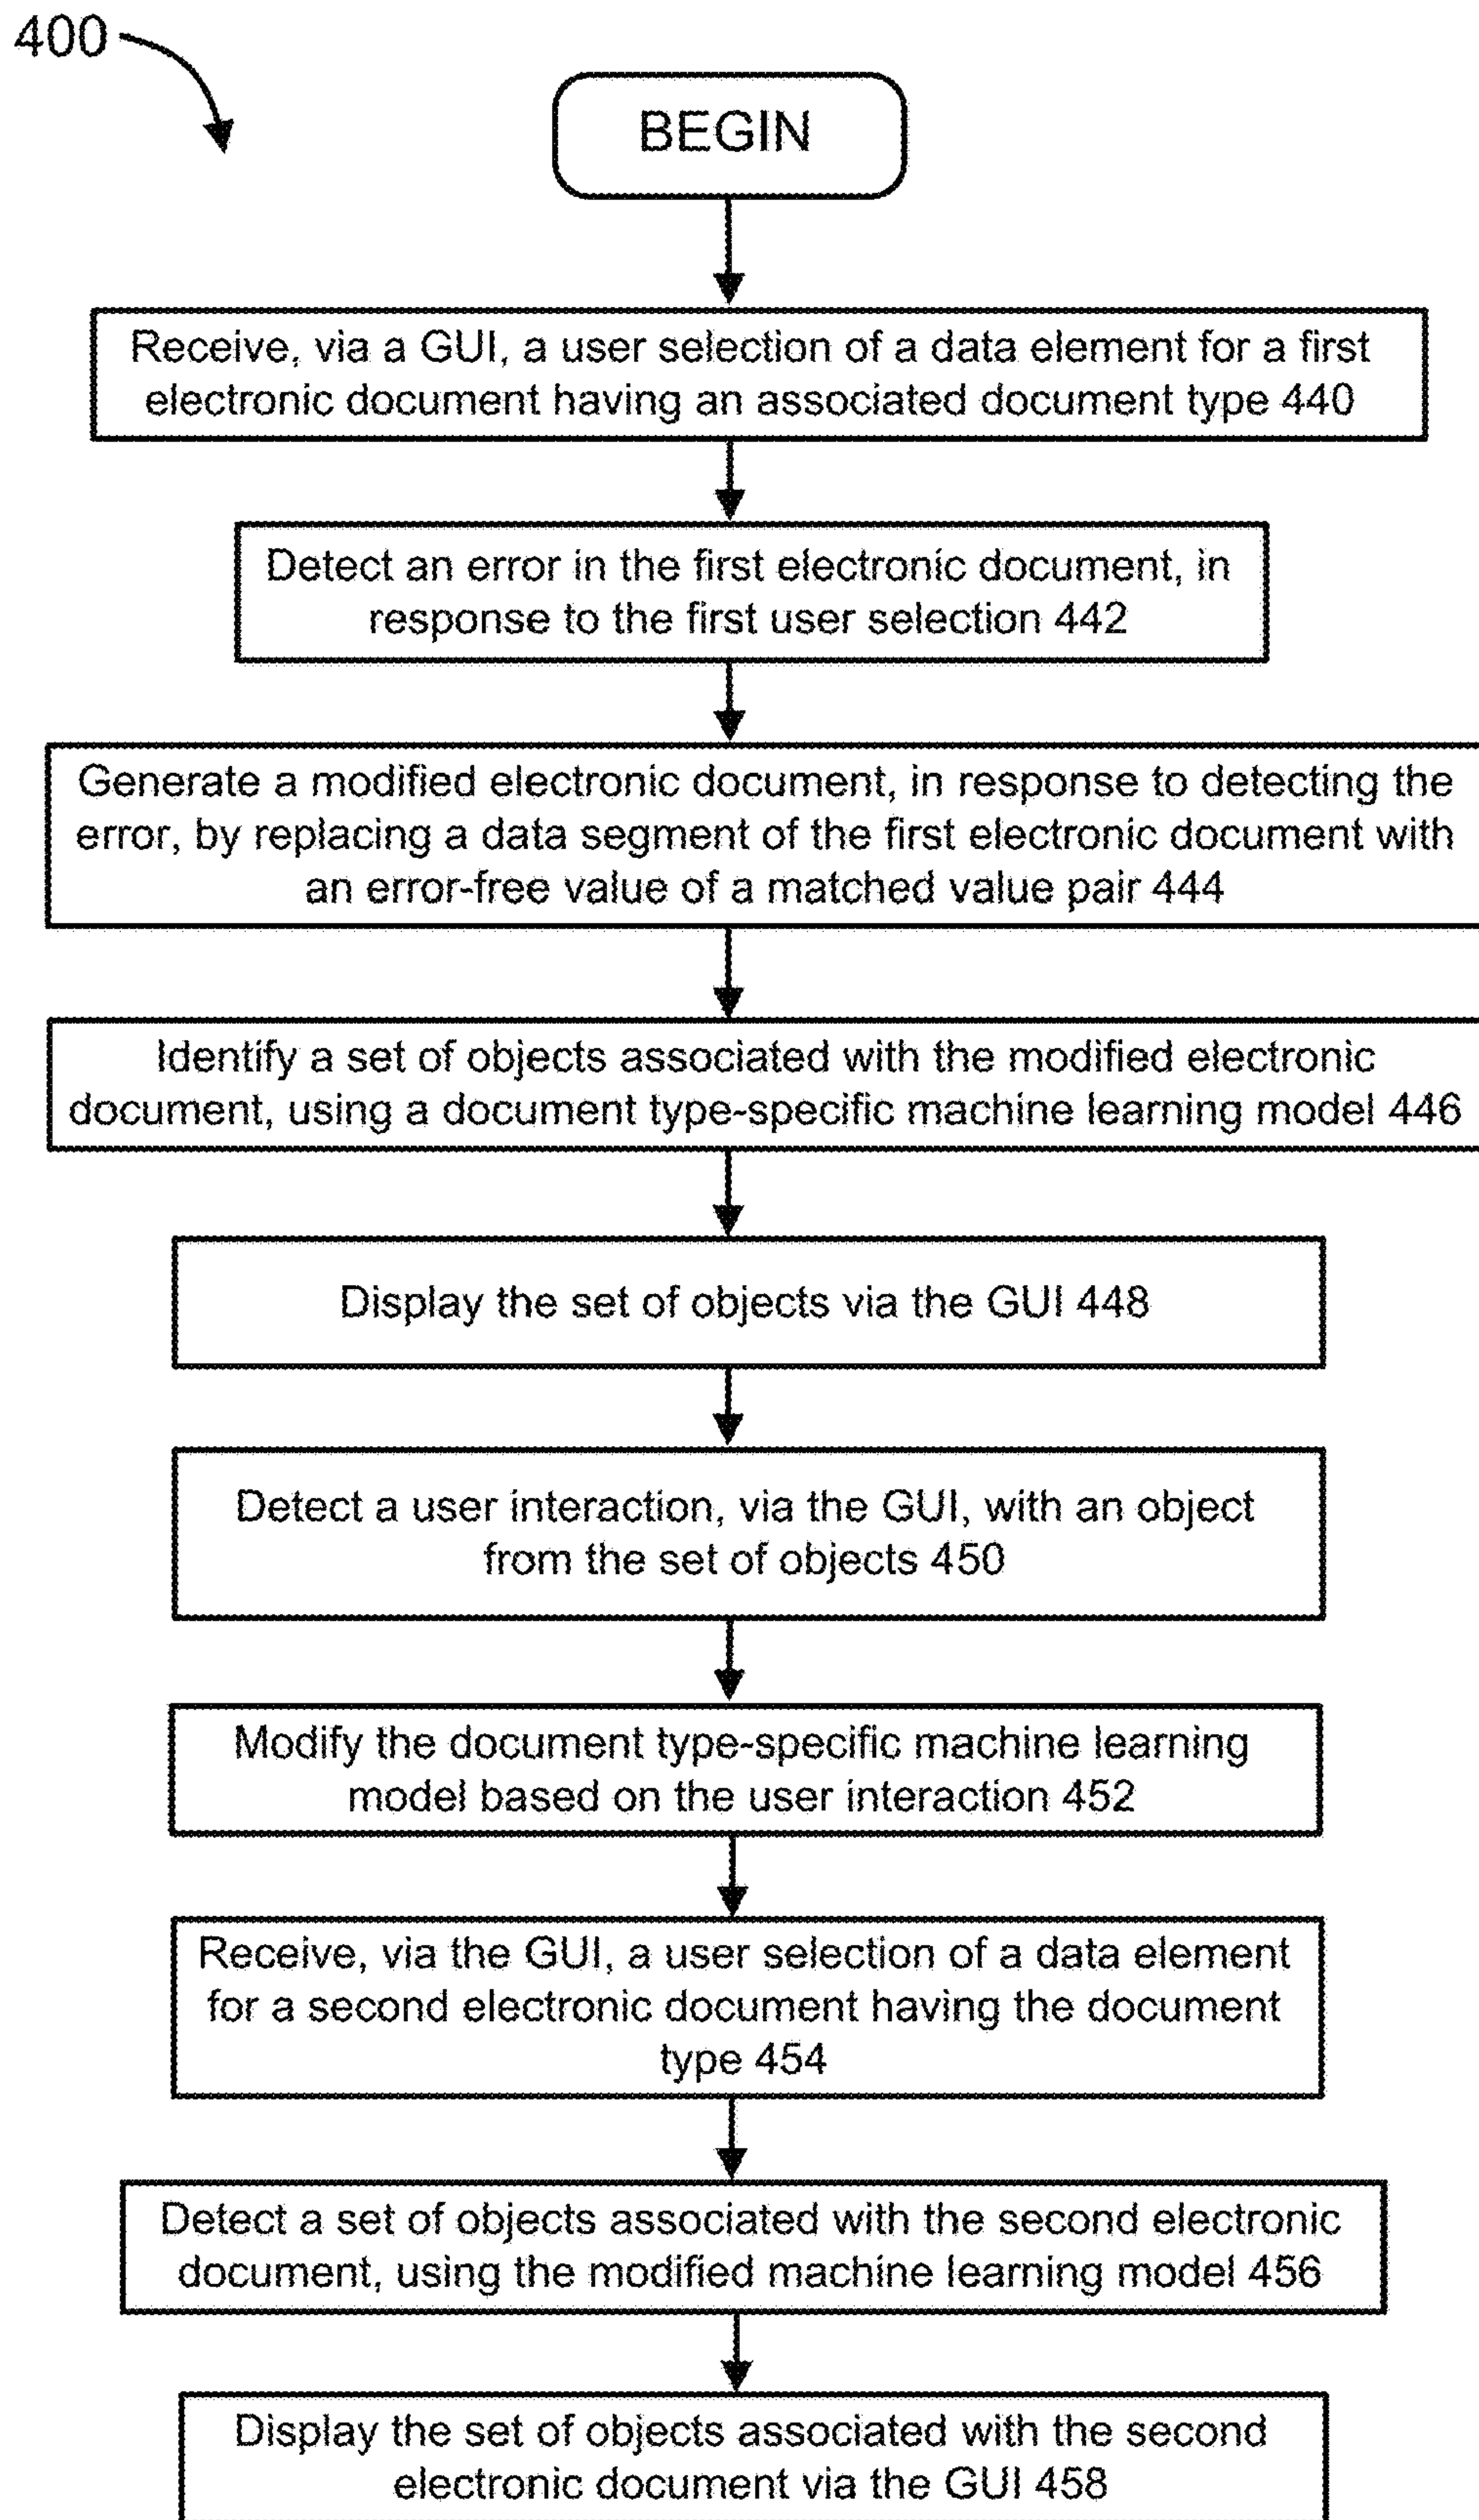 400
BEGIN
Receive, via a GUI, a user selection of a data element for a first
electronic document having an associated document type 440
Detect an error in the first electronic document, in
response to the first user selection 442
Generate a modified electronic document, in response to detecting the
error, by replacing a data segment of the first electronic document with
an error-free value of a matched value pair 444
Identify a set of objects associated with the modified electronic
document, using a document type-specific machine learning model 446
Display the set of objects via the GUI 448
Detect a user interaction, via the GUI, with an object
from the set of objects 450
Modify the document type-specific machine learning
model based on the user interaction 452
Receive, via the GUI, a user selection of a data element
for a second electronic document having the document
type 454
Detect a set of objects associated with the second electronic
document, using the modified machine learning model 456
Display the set of objects associated with the second
electronic document via the GUI 458